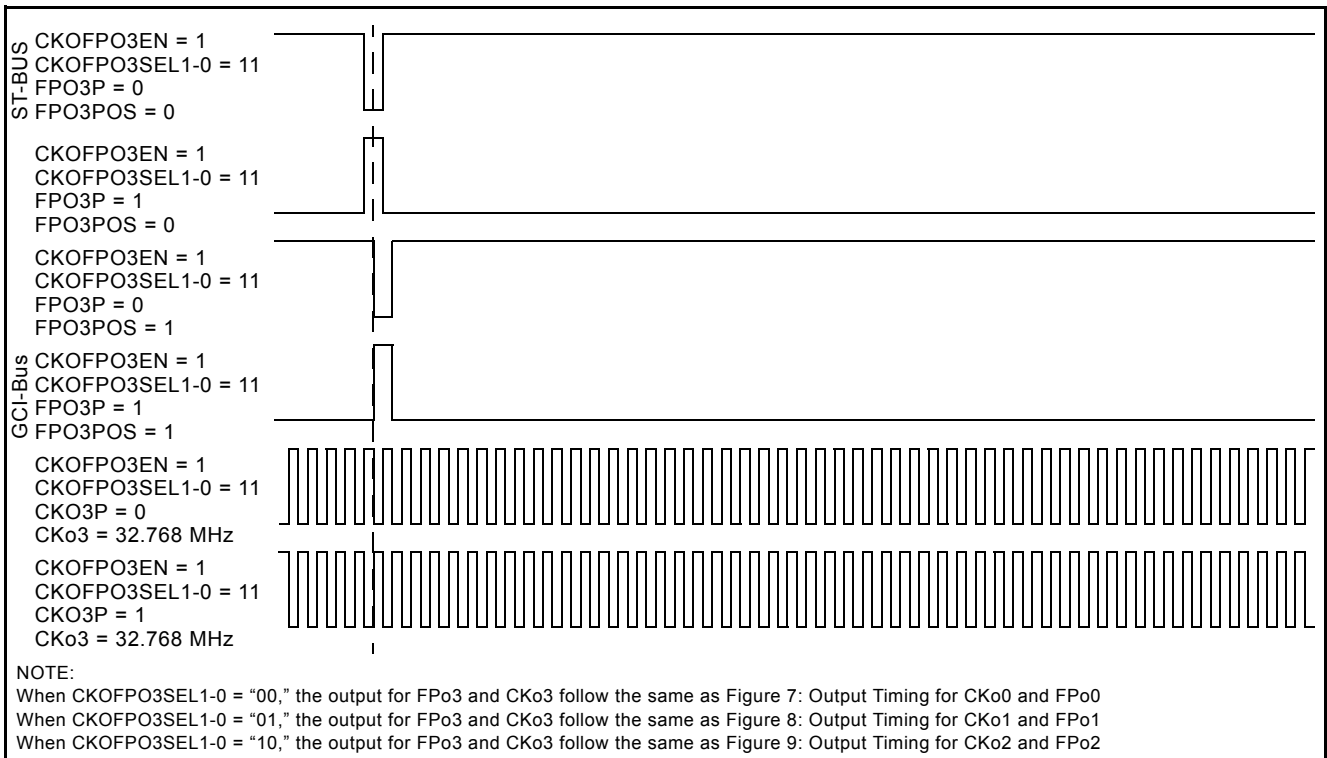 ST-BUS
CKOFPO3EN = 1
CKOFPO3SEL1-0 = 11
FPO3P = 0
FPO3POS = 0
CKOFPO3EN = 1
CKOFPO3SEL1-0 = 11
FPO3P = 1
FPO3POS = 0
CKOFPO3EN = 1
CKOFPO3SEL1-0 = 11
FPO3P = 0
FPO3POS = 1
GCI-Bus
CKOFPO3EN = 1
CKOFPO3SEL1-0 = 11
FPO3P = 1
FPO3POS = 1
CKOFPO3EN = 1
CKOFPO3SEL1-0 = 11
CKO3P = 0
CKo3 = 32.768 MHz
CKOFPO3EN = 1
CKOFPO3SEL1-0 = 11
CKO3P = 1
CKo3 = 32.768 MHz
NOTE:
When CKOFPO3SEL1-0 = “00,” the output for FPo3 and CKo3 follow the same as Figure 7: Output Timing for CKo0 and FPo0
When CKOFPO3SEL1-0 = “01,” the output for FPo3 and CKo3 follow the same as Figure 8: Output Timing for CKo1 and FPo1
When CKOFPO3SEL1-0 = “10,” the output for FPo3 and CKo3 follow the same as Figure 9: Output Timing for CKo2 and FPo2